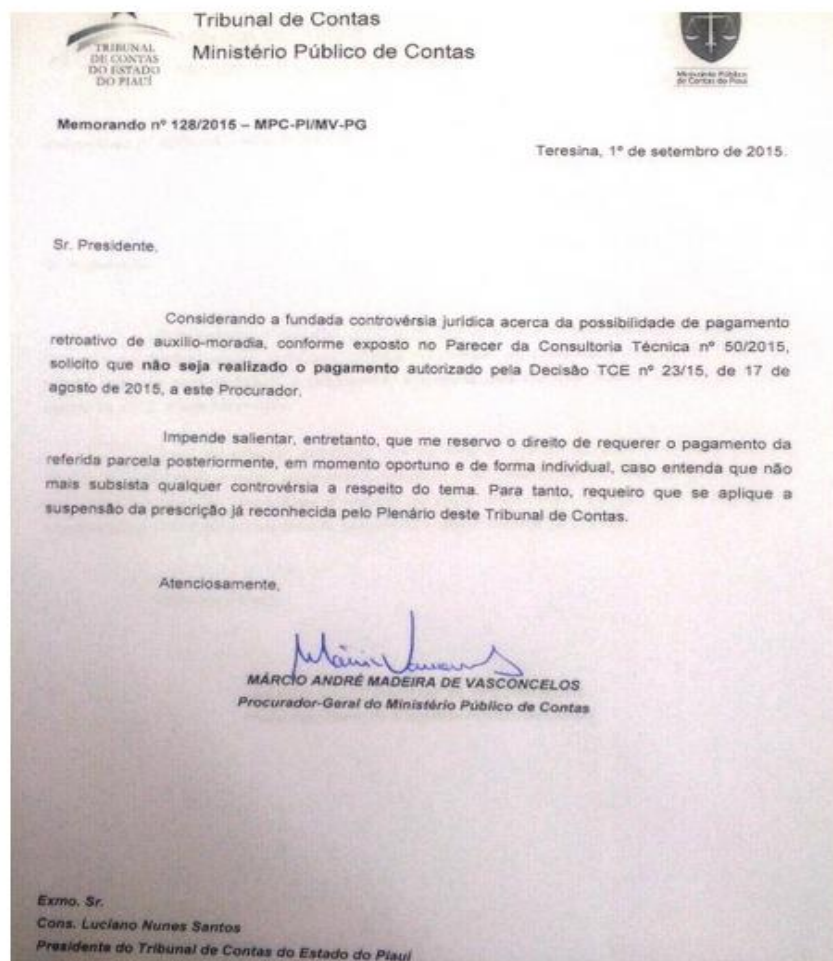 Tribunal de Contas
Ministério Público de Contas
TRIBUNAL
DE CONTAS
DO ESTADO
DO PIAUÍ
Ministério Público
de Contas do Piauí
Memorando nº 128/2015 – MPC-PI/MV-PG
Teresina, 1º de setembro de 2015.
Sr. Presidente,
Considerando a fundada controvérsia jurídica acerca da possibilidade de pagamento
retroativo de auxílio-moradia, conforme exposto no Parecer da Consultoria Técnica nº 50/2015,
solicito que não seja realizado o pagamento autorizado pela Decisão TCE nº 23/15, de 17 de
agosto de 2015, a este Procurador.
Impende salientar, entretanto, que me reservo o direito de requerer o pagamento da
referida parcela posteriormente, em momento oportuno e de forma individual, caso entenda que não
mais subsista qualquer controvérsia a respeito do tema. Para tanto, requeiro que se aplique a
suspensão da prescrição já reconhecida pelo Plenário deste Tribunal de Contas.
Atenciosamente,
MÁRCIO ANDRÉ MADEIRA DE VASCONCELOS
Procurador-Geral do Ministério Público de Contas
Exmo. Sr.
Cons. Luciano Nunes Santos
Presidente do Tribunal de Contas do Estado do Piauí